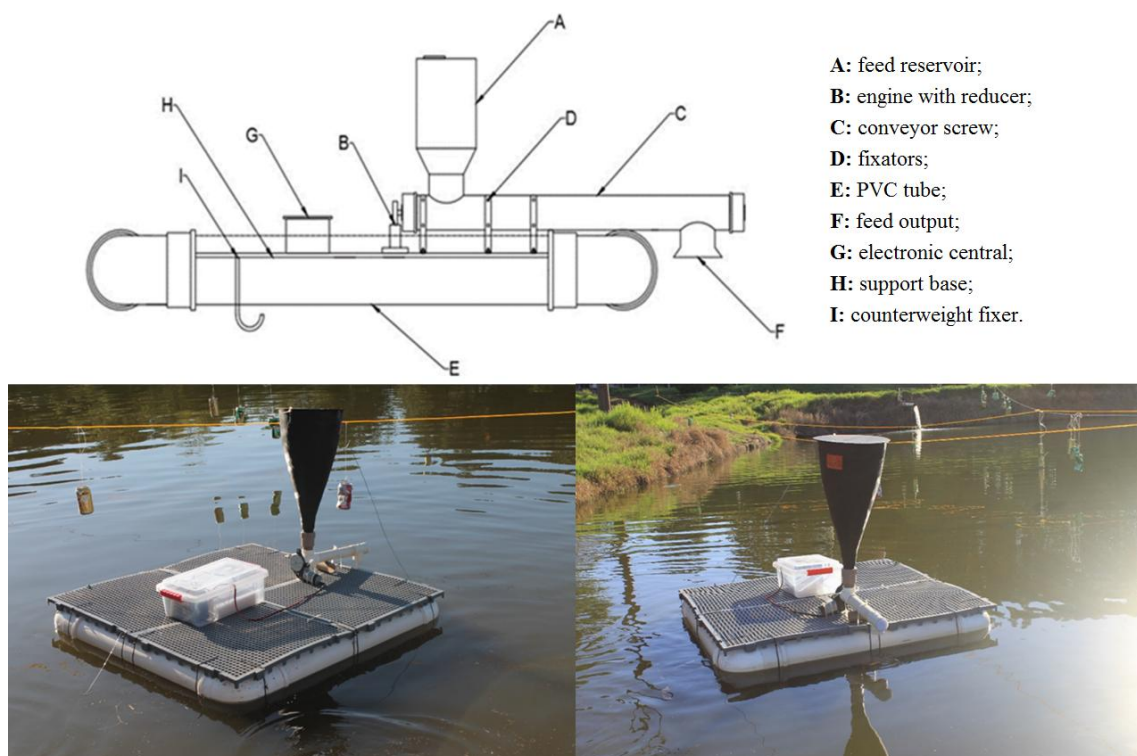 A
H
G
B
D
C
I
F
E
A: feed reservoir;
B: engine with reducer;
C: conveyor screw;
D: fixators;
E: PVC tube;
F: feed output;
G: electronic central;
H: support base;
I: counterweight fixer.